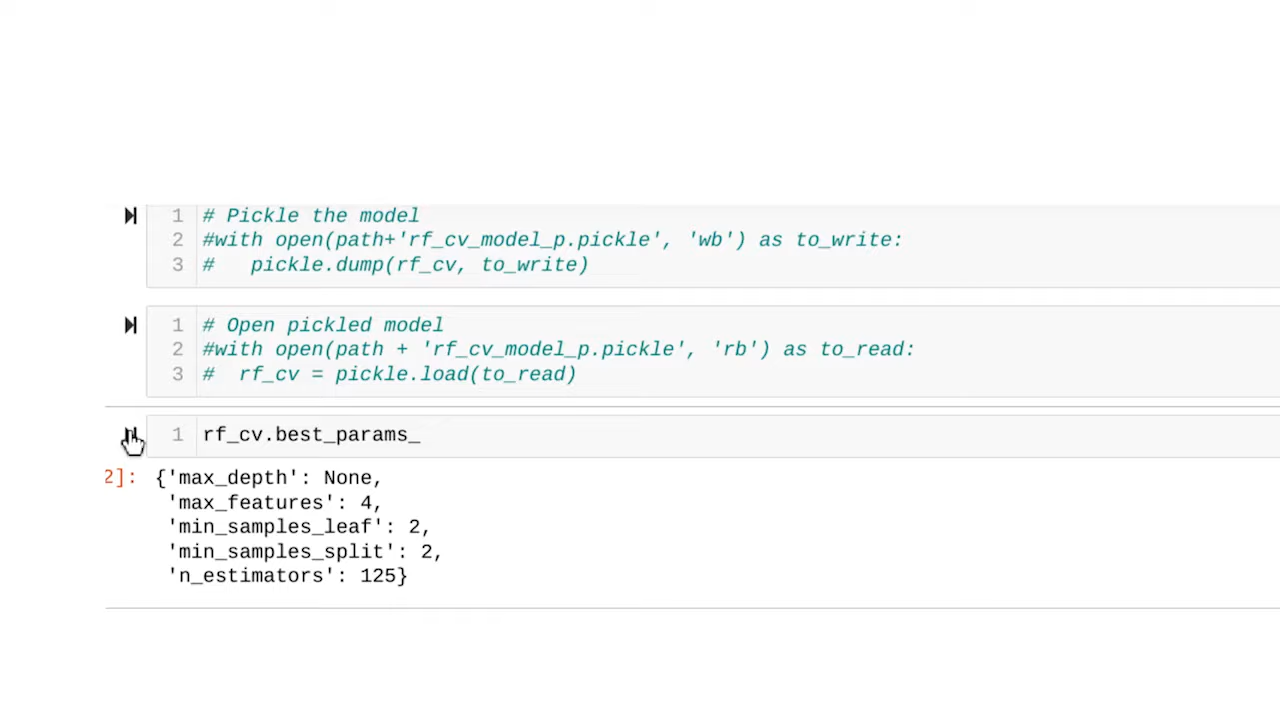 1 # Pickle the model
2 #with open(path+'rf_cv_model_p.pickle', 'wb') as to_write:
3 #   pickle.dump(rf_cv, to_write)
1 # Open pickled model
2 #with open(path + 'rf_cv_model_p.pickle', 'rb') as to_read:
3 #  rf_cv = pickle.load(to_read)
1 rf_cv.best_params_
2]: {'max_depth': None,
'max_features': 4,
'min_samples_leaf': 2,
'min_samples_split': 2,
'n_estimators': 125}